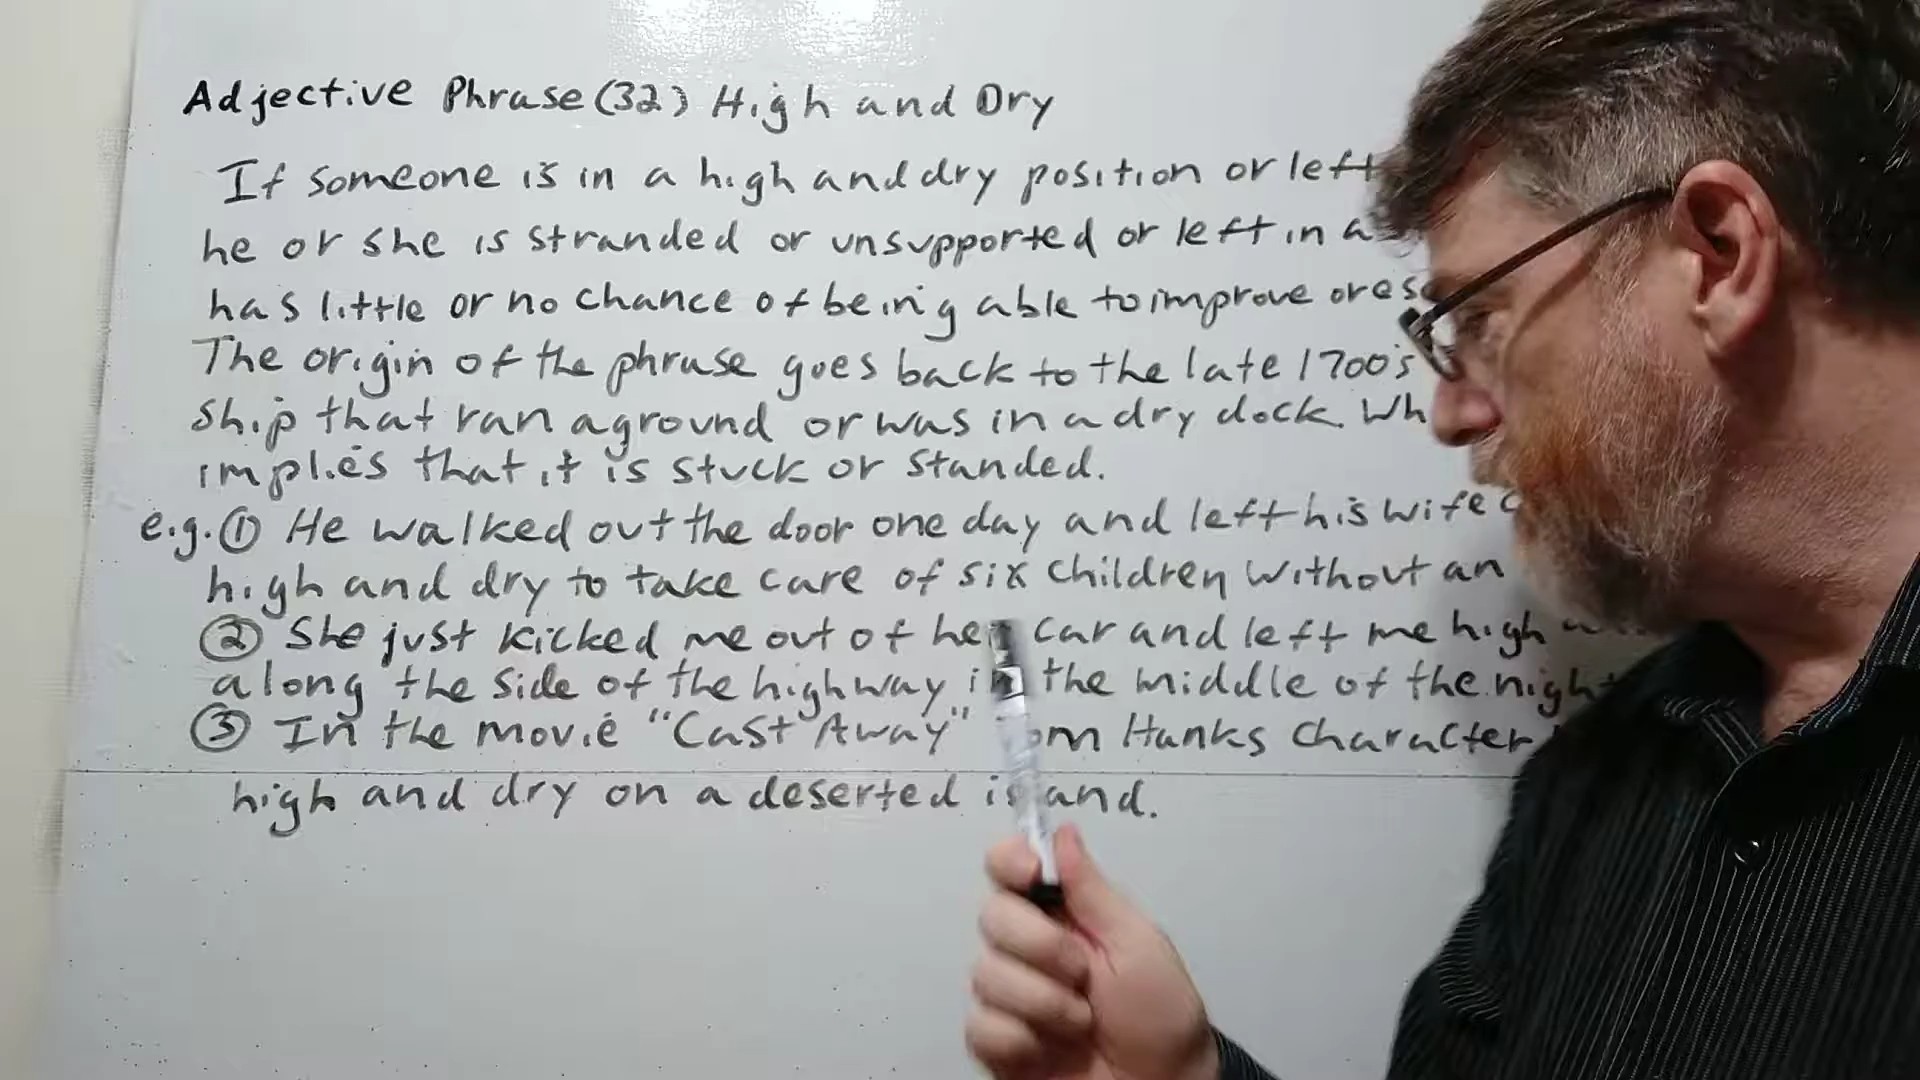 Adjective Phrase (32) High and Dry
If someone is in a high and dry position or left
he or she is stranded or unsupported or left in a
has little or no chance of being able to improve or
The origin of the phrase goes back to the late 1700's
ship that ran aground or was in a dry dock.
implies that it is stuck or standed.
e.g. ① He walked out the door one day and left his wife
high and dry to take care of six children without an
② She just kicked me out of her car and left me high
along the side of the highway in the middle of the night
③ In the movie "Cast Away" Tom Hanks character
high and dry on a deserted island.